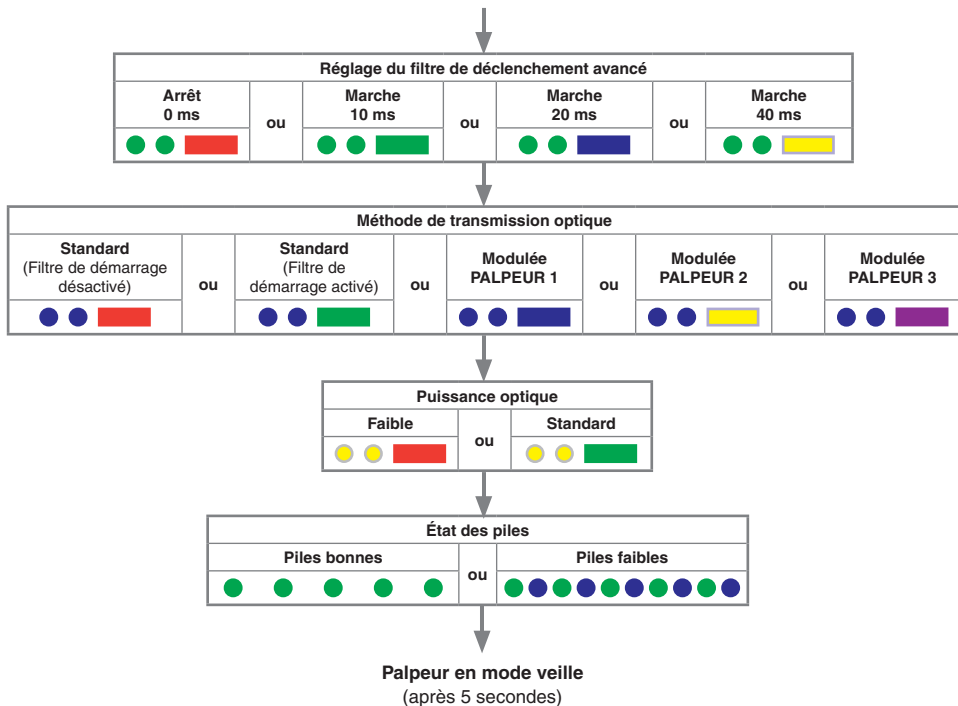 Réglage du filtre de déclenchement avancé
Arrêt
0 ms
ou
Marche
10 ms
ou
Marche
20 ms
ou
Marche
40 ms
Méthode de transmission optique
Standard
(Filtre de démarrage
désactivé)
ou
Standard
(Filtre de
démarrage activé)
ou
Modulée
PALPEUR 1
ou
Modulée
PALPEUR 2
ou
Modulée
PALPEUR 3
Puissance optique
Faible
ou
Standard
État des piles
Piles bonnes
ou
Piles faibles
Palpeur en mode veille
(après 5 secondes)